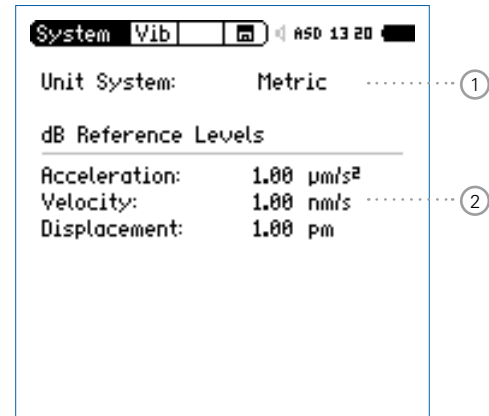 System Vib ASD 13 20
Unit System: Metric
1
dB Reference Levels
Acceleration: 1.00 µm/s²
Velocity: 1.00 nm/s
2
Displacement: 1.00 pm